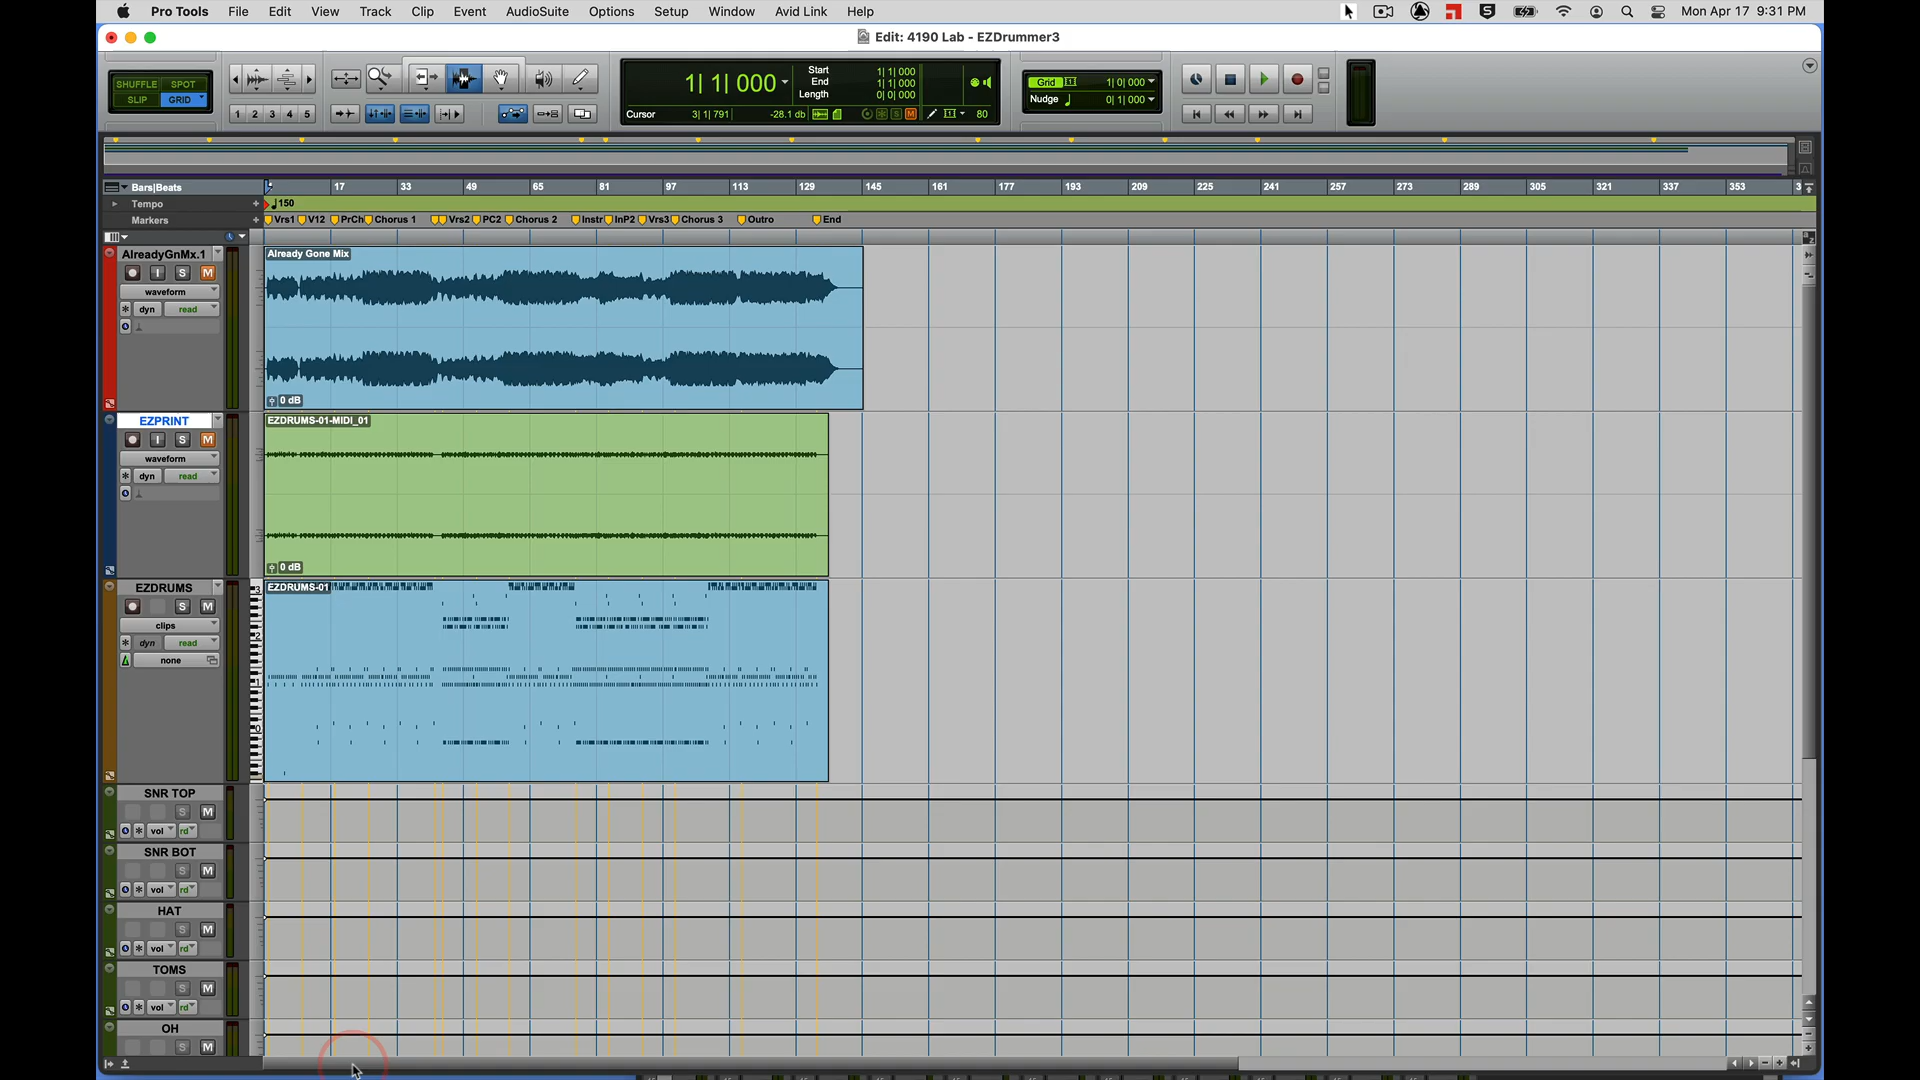 Pro Tools File Edit View Track Clip Event AudioSuite Options Setup Window Avid Link Help Mon Apr 17 9:31 PM
Edit: 4190 Lab - EZDrummer3
SHUFFLE SPOT
SLIP GRID
1 2 3 4 5
1| 1| 000
Start 1| 1| 000
End 1| 1| 000
Length 0| 0| 000
Cursor 3| 1| 791 -28.1 db 80
Grid 1| 0| 000
Nudge 0| 1| 000
Bars|Beats 17 33 49 65 81 97 113 129 145 161 177 193 209 225 241 257 273 289 305 321 337 353 3
Tempo 150
Markers Vrs1 V12 PrCh Chorus 1 Vrs2 PC2 Chorus 2 Instr InP2 Vrs3 Chorus 3 Outro End
AlreadyGnMx.1 Already Gone Mix
I S M
waveform
dyn read
0 dB
EZPRINT EZDRUMS-01-MIDI_01
I S M
waveform
dyn read
0 dB
EZDRUMS EZDRUMS-01
S M
clips
dyn read
none
SNR TOP
S M
vol rd
SNR BOT
S M
vol rd
HAT
S M
vol rd
TOMS
S M
vol rd
OH
S M